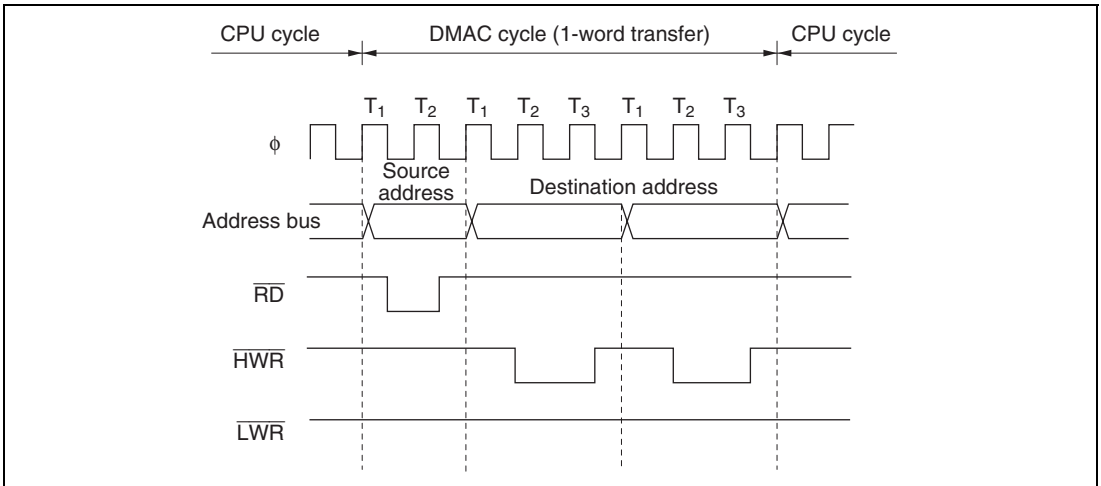 CPU cycle DMAC cycle (1-word transfer) CPU cycle
T1 T2 T1 T2 T3 T1 T2 T3
ϕ
Source
address
Destination address
Address bus
RD
HWR
LWR